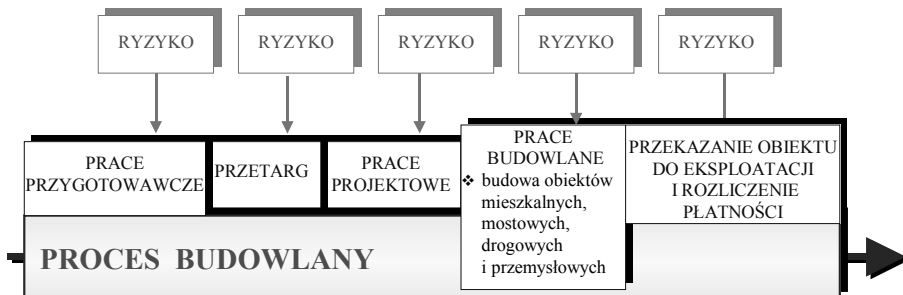 RYZYKO
RYZYKO
RYZYKO
RYZYKO
RYZYKO
PRACE
PRZYGOTOWAWCZE
PRZETARG
PRACE
PROJEKTOWE
PRACE
BUDOWLANE
❖ budowa obiektów
mieszkalnych,
mostowych,
drogowych
i przemysłowych
PRZEKAZANIE OBIEKTU
DO EKSPLOATACJI
I ROZLICZENIE
PŁATNOŚCI
PROCES BUDOWLANY